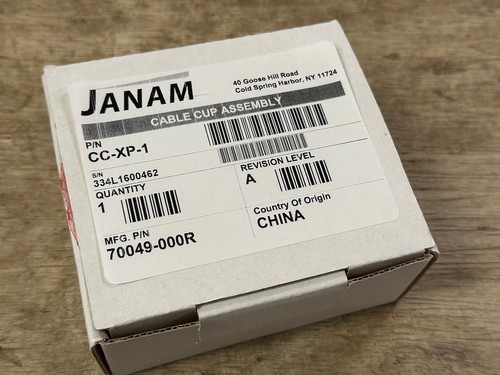 JANAM
40 Goose Hill Road
Cold Spring Harbor, NY 11724
CABLE CUP ASSEMBLY
P/N
CC-XP-1
S/N
334L1600462
QUANTITY
1
REVISION LEVEL
A
MFG. P/N
70049-000R
Country Of Origin
CHINA